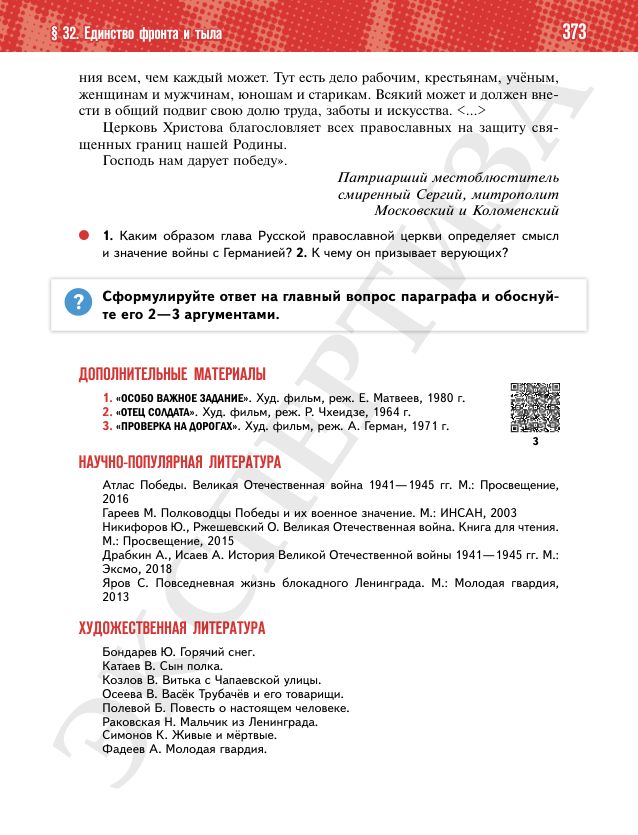 § 32. Единство фронта и тыла
373
ния всем, чем каждый может. Тут есть дело рабочим, крестьянам, учёным,
женщинам и мужчинам, юношам и старикам. Всякий может и должен вне-
сти в общий подвиг свою долю труда, заботы и искусства. <...>
Церковь Христова благословляет всех православных на защиту свя-
щенных границ нашей Родины.
Господь нам дарует победу».
Патриарший местоблюститель
смиренный Сергий, митрополит
Московский и Коломенский
1. Каким образом глава Русской православной церкви определяет смысл
и значение войны с Германией? 2. К чему он призывает верующих?
? Сформулируйте ответ на главный вопрос параграфа и обоснуй-
те его 2—3 аргументами.
ДОПОЛНИТЕЛЬНЫЕ МАТЕРИАЛЫ
1. «ОСОБО ВАЖНОЕ ЗАДАНИЕ». Худ. фильм, реж. Е. Матвеев, 1980 г.
2. «ОТЕЦ СОЛДАТА». Худ. фильм, реж. Р. Чхеидзе, 1964 г.
3. «ПРОВЕРКА НА ДОРОГАХ». Худ. фильм, реж. А. Герман, 1971 г.
3
НАУЧНО-ПОПУЛЯРНАЯ ЛИТЕРАТУРА
Атлас Победы. Великая Отечественная война 1941—1945 гг. М.: Просвещение,
2016
Гареев М. Полководцы Победы и их военное значение. М.: ИНСАН, 2003
Никифоров Ю., Ржешевский О. Великая Отечественная война. Книга для чтения.
М.: Просвещение, 2015
Драбкин А., Исаев А. История Великой Отечественной войны 1941—1945 гг. М.:
Эксмо, 2018
Яров С. Повседневная жизнь блокадного Ленинграда. М.: Молодая гвардия,
2013
ХУДОЖЕСТВЕННАЯ ЛИТЕРАТУРА
Бондарев Ю. Горячий снег.
Катаев В. Сын полка.
Козлов В. Витька с Чапаевской улицы.
Осеева В. Васёк Трубачёв и его товарищи.
Полевой Б. Повесть о настоящем человеке.
Раковская Н. Мальчик из Ленинграда.
Симонов К. Живые и мёртвые.
Фадеев А. Молодая гвардия.
ЭКСПЕРТИЗА